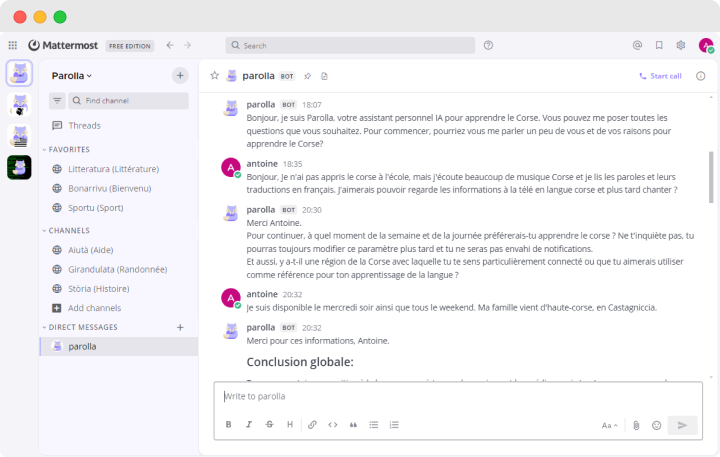 Mattermost
FREE EDITION
Search
A
Parolla
Find channel
Threads
FAVORITES
Litteratura (Littérature)
Bonarrivu (Bienvenu)
Sportu (Sport)
CHANNELS
Aiutà (Aide)
Girandulata (Randonnée)
Stòria (Histoire)
Add channels
DIRECT MESSAGES
parolla
parolla BOT
Start call
parolla BOT 18:07
Bonjour, je suis Parolla, votre assistant personnel IA pour apprendre le Corse. Vous pouvez me poser toutes les
questions que vous souhaitez. Pour commencer, pourriez vous me parler un peu de vous et de vos raisons pour
apprendre le Corse?
A
antoine 18:35
Bonjour, Je n'ai pas appris le corse à l'école, mais j'écoute beaucoup de musique Corse et je lis les paroles et leurs
traductions en français. J'aimerais pouvoir regarde les informations à la télé en langue corse et plus tard chanter ?
parolla BOT 20:30
Merci Antoine.
Pour continuer, à quel moment de la semaine et de la journée préférerais-tu apprendre le corse ? Ne t'inquiète pas, tu
pourras toujours modifier ce paramètre plus tard et tu ne seras pas envahi de notifications.
Et aussi, y a-t-il une région de la Corse avec laquelle tu te sens particulièrement connecté ou que tu aimerais utiliser
comme référence pour ton apprentissage de la langue ?
A
antoine 20:32
Je suis disponible le mercredi soir ainsi que tous le weekend. Ma famille vient d'haute-corse, en Castagniccia.
parolla BOT 20:32
Merci pour ces informations, Antoine.
Conclusion globale:
Write to parolla
B I S H
Aa